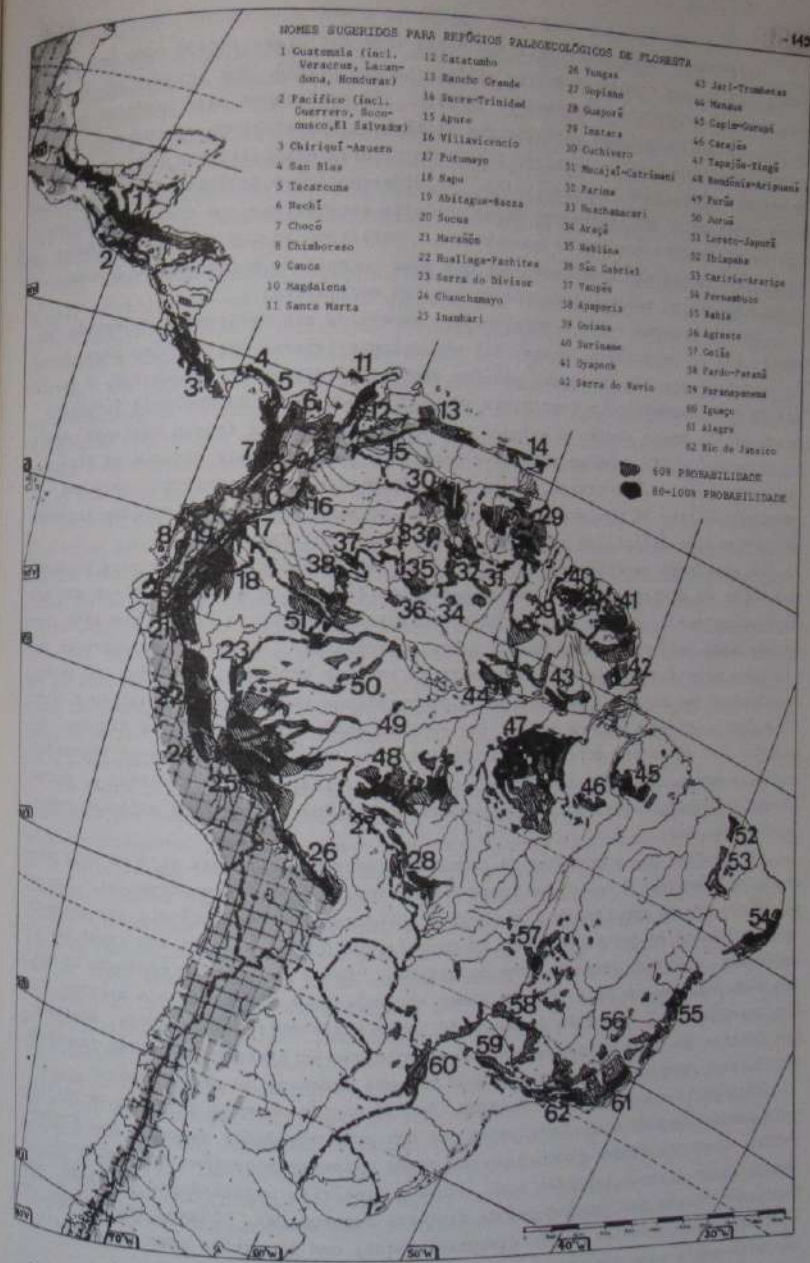 -145
NOMES SUGERIDOS PARA REFÚGIOS PALEOECOLÓGICOS DE FLORESTA
1 Guatemala (incl.
Veracruz, Lacan-
dona, Honduras)
2 Pacífico (incl.
Guerrero, Soco-
nusco,El Salvador)
3 Chiriquí-Azuero
4 San Blas
5 Tacarcuna
6 Nechí
7 Chocó
8 Chimborazo
9 Cauca
10 Magdalena
11 Santa Marta
12 Catatumbo
13 Rancho Grande
14 Sucre-Trinidad
15 Apure
16 Villavicencio
17 Putumayo
18 Napo
19 Abitagua-Baeza
20 Sucua
21 Marañón
22 Huallaga-Pachitea
23 Serra do Divisor
24 Chanchamayo
25 Inambari
26 Yungas
27 Gupiane
28 Guaporé
29 Imataca
30 Cuchivero
31 Mucajaí-Catrimani
32 Parima
33 Huachamacari
34 Araçá
35 Neblina
36 São Gabriel
37 Vaupés
38 Apaporis
39 Guiana
40 Suriname
41 Oyapock
42 Serra do Navio
43 Jari-Trombetas
44 Manaus
45 Capim-Gurupi
46 Carajás
47 Tapajós-Xingú
48 Rondônia-Aripuanã
49 Purús
50 Juruá
51 Loreto-Japurá
52 Ibiapaba
53 Cariris-Araripe
54 Pernambuco
55 Bahia
56 Agreste
57 Goiás
58 Pardo-Paraná
59 Paranapanema
60 Iguaçu
61 Alegre
62 Rio de Janeiro
60% PROBABILIDADE
80-100% PROBABILIDADE
1
2
3
4
5
6
7
11
12
13
14
15
9
10
16
30
29
8
19
17
18
37
38
33
35
32
31
36
34
39
40
41
42
21
51
23
50
43
44
22
49
24
25
47
48
46
45
27
28
26
52
53
54
57
58
55
56
59
60
61
62
70°W
60°W
50°W
40°W
30°W